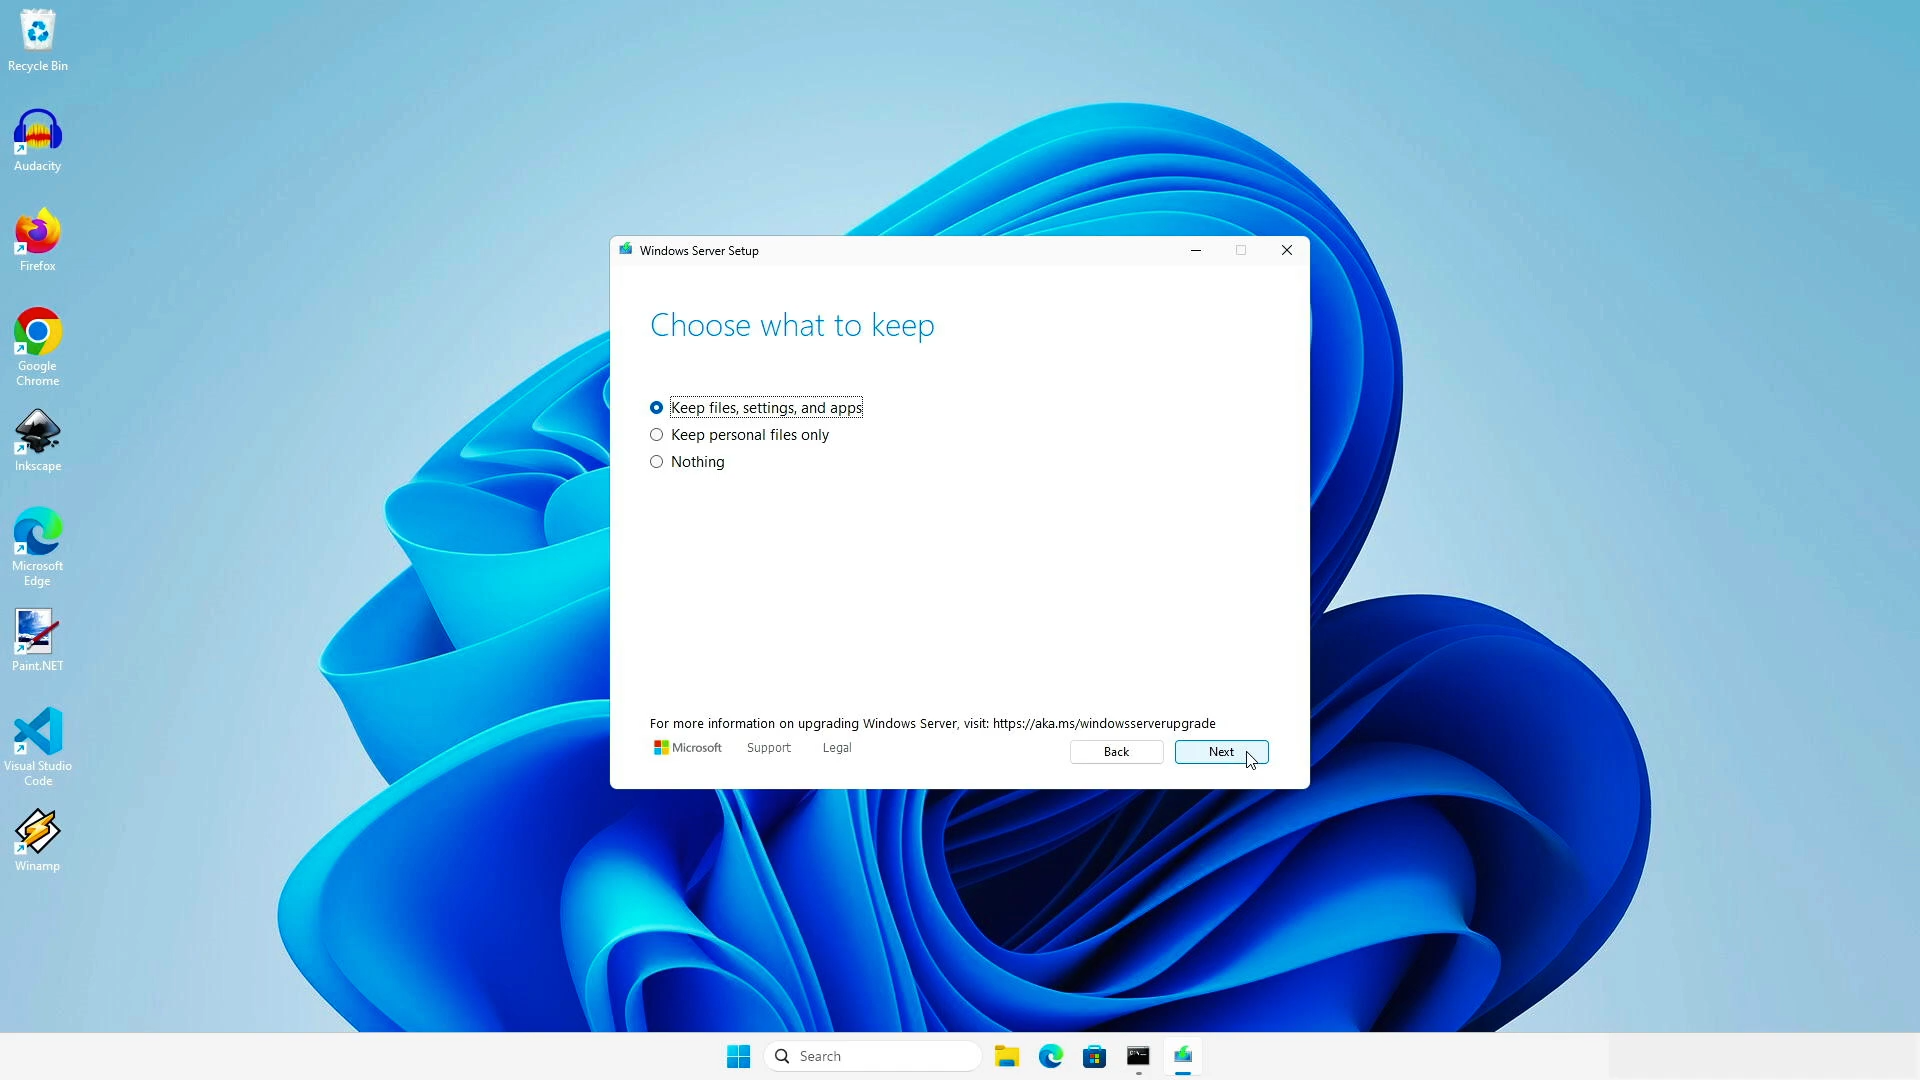 Recycle Bin
Audacity
Firefox
Google
Chrome
Inkscape
Microsoft
Edge
Paint.NET
Visual Studio
Code
Winamp
Windows Server Setup
Choose what to keep
Keep files, settings, and apps
Keep personal files only
Nothing
For more information on upgrading Windows Server, visit: https://aka.ms/windowsserverupgrade
Microsoft Support Legal Back Next
Search